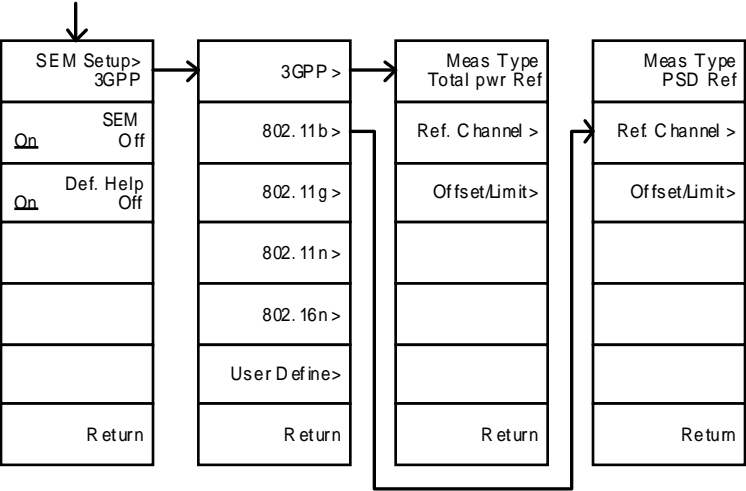 SEM Setup>
3GPP
SEM
On Off
Def. Help
On Off
Return
3GPP >
802.11b >
802.11g >
802.11n >
802.16n >
User Define>
Return
Meas Type
Total pwr Ref
Ref. Channel >
Offset/Limit>
Return
Meas Type
PSD Ref
Ref. Channel >
Offset/Limit>
Return